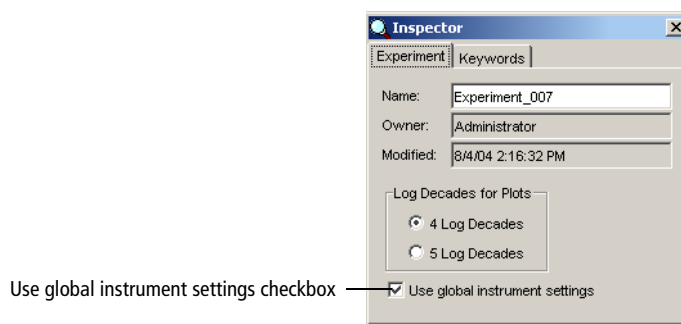 Inspector
Experiment Keywords
Name: Experiment_007
Owner: Administrator
Modified: 8/4/04 2:16:32 PM
Log Decades for Plots
4 Log Decades
5 Log Decades
Use global instrument settings checkbox
Use global instrument settings